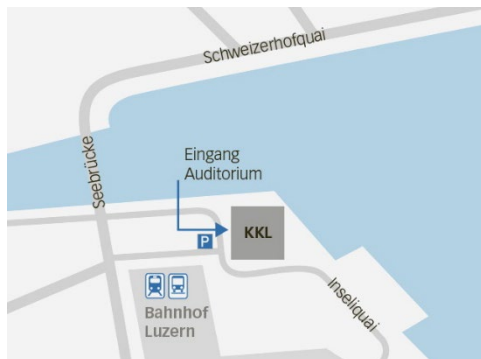 Schweizerhofquai
Seebrücke
Eingang
Auditorium
KKL
P
Bahnhof
Luzern
Inseliquai